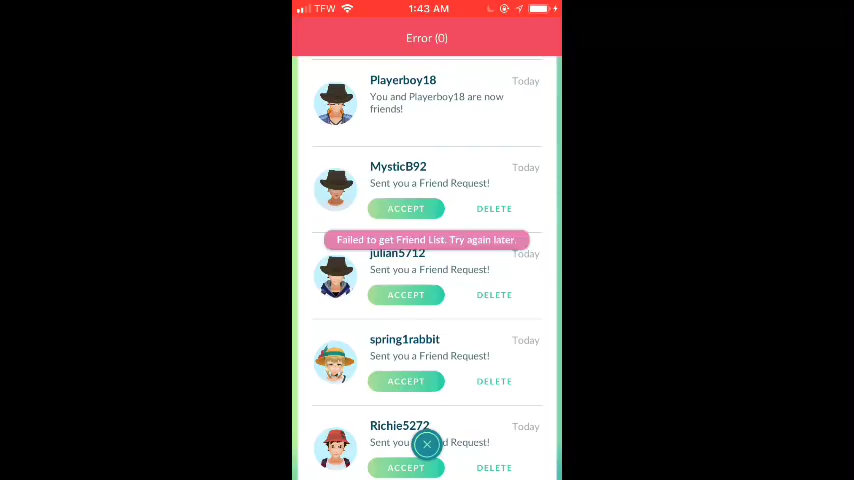 TFW 1:43 AM
Error (0)
Playerboy18 Today
You and Playerboy18 are now
friends!
MysticB92 Today
Sent you a Friend Request!
ACCEPT DELETE
Failed to get Friend List. Try again later.
julian5712 Today
Sent you a Friend Request!
ACCEPT DELETE
spring1rabbit Today
Sent you a Friend Request!
ACCEPT DELETE
Richie5272 Today
Sent you Friend Request!
ACCEPT DELETE